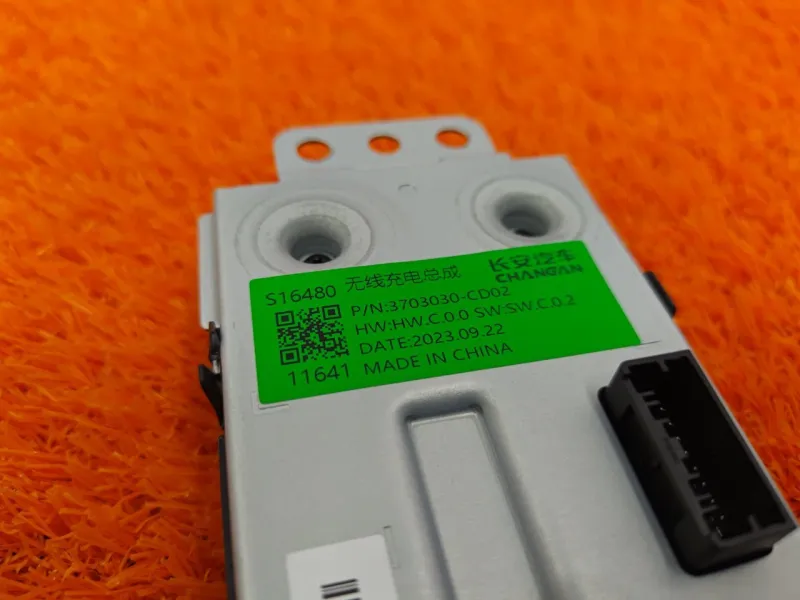 S16480 无线充电总成 长安汽车
CHANGAN
P/N:3703030-CD02
HW:HW.C.0.0 SW:SW.C.0.2
DATE:2023.09.22
11641 MADE IN CHINA